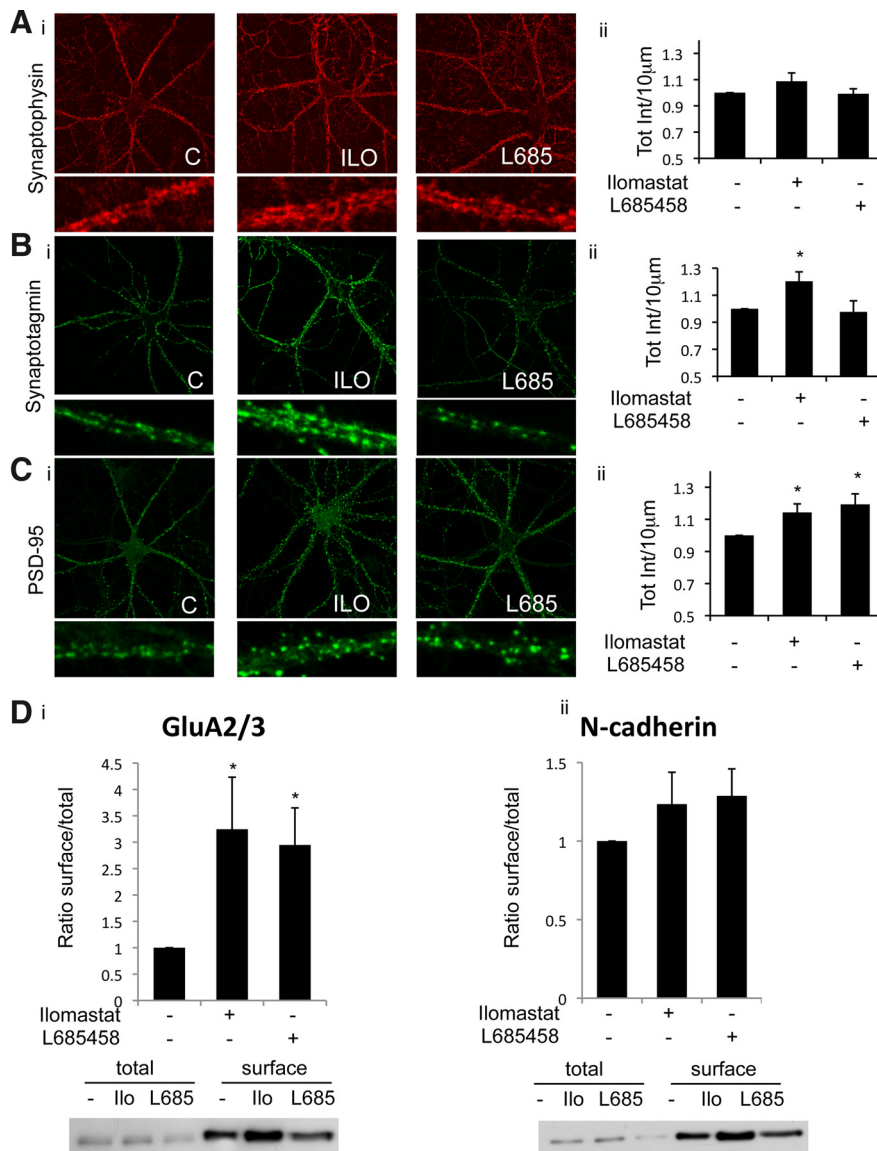 A i
Synaptophysin
C
ILO
L685
ii
Tot Int/10μm
1.3
1.1
0.9
0.7
0.5
Ilomastat - + -
L685458 - - +
B i
Synaptotagmin
C
ILO
L685
ii
Tot Int/10μm
1.3
1.1
0.9
0.7
0.5
*
Ilomastat - + -
L685458 - - +
C i
PSD-95
C
ILO
L685
ii
Tot Int/10μm
1.3
1.1
0.9
0.7
0.5
* *
Ilomastat - + -
L685458 - - +
D i
GluA2/3
Ratio surface/total
4.5
4
3.5
3
2.5
2
1.5
1
0.5
0
* *
Ilomastat - + -
L685458 - - +
total surface
- Ilo L685 - Ilo L685
ii
N-cadherin
Ratio surface/total
1.5
1
0.5
0
Ilomastat - + -
L685458 - - +
total surface
- Ilo L685 - Ilo L685